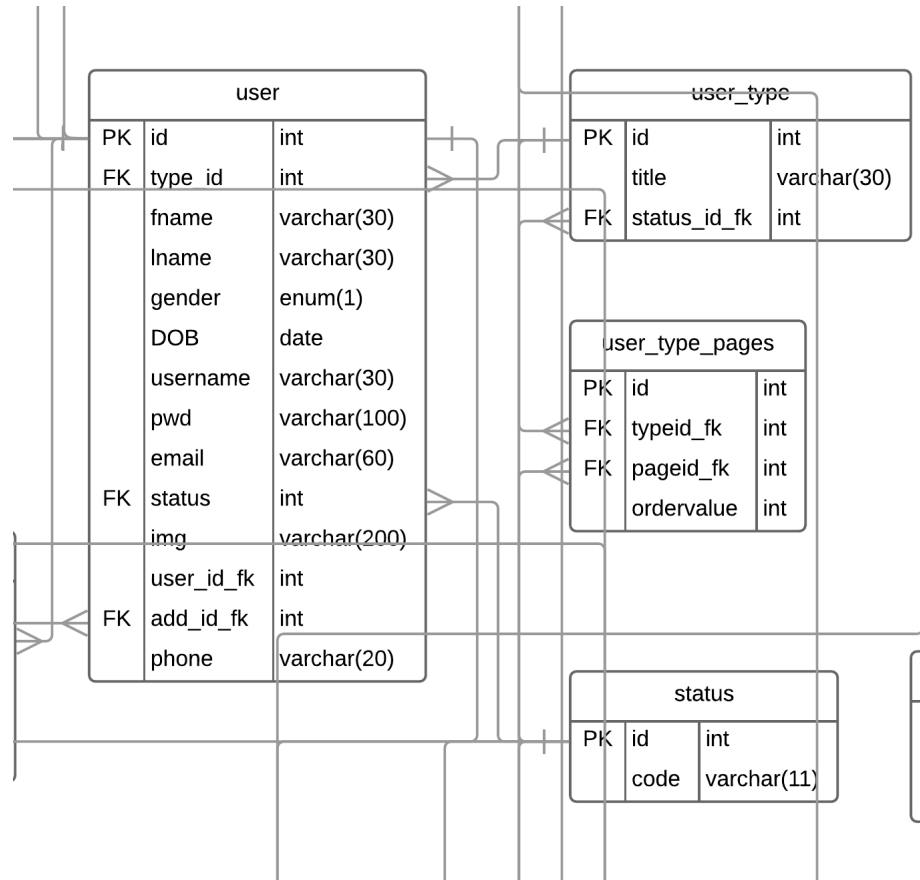 user
PK id int
FK type_id int
fname varchar(30)
lname varchar(30)
gender enum(1)
DOB date
username varchar(30)
pwd varchar(100)
email varchar(60)
FK status int
img varchar(200)
user_id_fk int
FK add_id_fk int
phone varchar(20)
user_type
PK id int
title varchar(30)
FK status_id_fk int
user_type_pages
PK id int
FK typeid_fk int
FK pageid_fk int
ordervalue int
status
PK id int
code varchar(11)